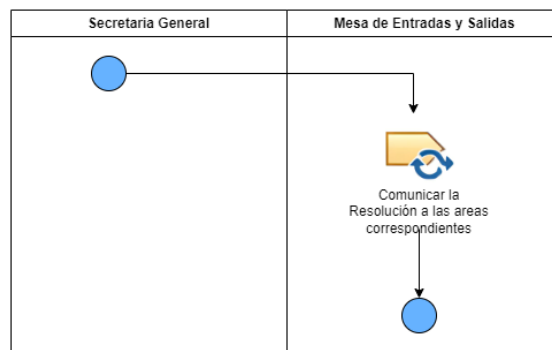 Secretaria General
Mesa de Entradas y Salidas
Comunicar la
Resolución a las areas
correspondientes